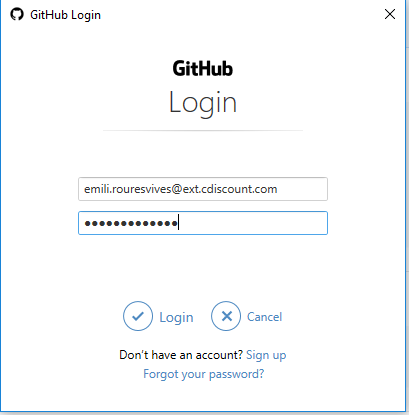 GitHub Login
GitHub
Login
emili.rouresvives@ext.cdiscount.com
●●●●●●●●●●●●●
Login Cancel
Don't have an account? Sign up
Forgot your password?